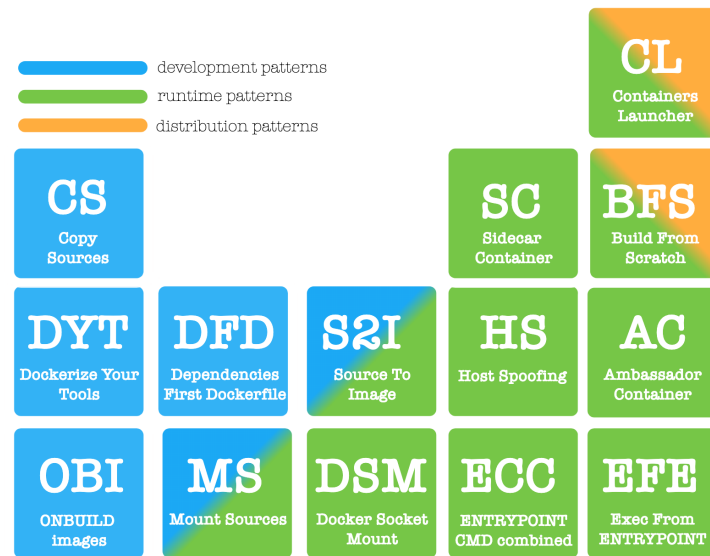 development patterns
runtime patterns
distribution patterns
CL
Containers
Launcher
CS
Copy
Sources
SC
Sidecar
Container
BFS
Build From
Scratch
DYT
Dockerize Your
Tools
DFD
Dependencies
First Dockerfile
S2I
Source To
Image
HS
Host Spoofing
AC
Ambassador
Container
OBI
ONBUILD
images
MS
Mount Sources
DSM
Docker Socket
Mount
ECC
ENTRYPOINT
CMD combined
EFE
Exec From
ENTRYPOINT